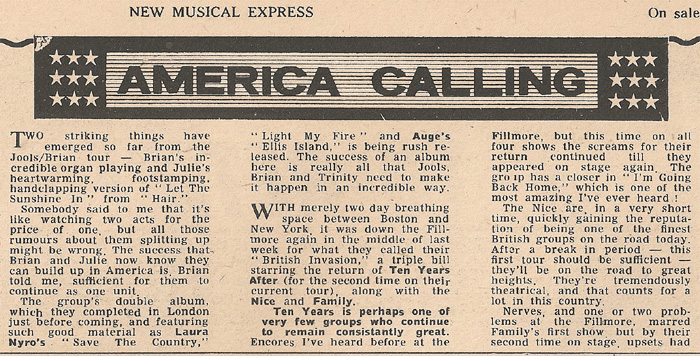 NEW MUSICAL EXPRESS
On sale
AMERICA CALLING
TWO striking things have
emerged so far from the
Jools/Brian tour — Brian's in-
credible organ playing and Julie's
heartwarming, footstamping,
handclapping version of "Let The
Sunshine In" from "Hair."
Somebody said to me that it's
like watching two acts for the
price of one, but all those
rumours about them splitting up
might be wrong. The success that
Brian and Julie now know they
can build up in America is, Brian
told me, sufficient for them to
continue as one unit.
The group's double album,
which they completed in London
just before coming, and featuring
such good material as Laura
Nyro's "Save The Country,"
"Light My Fire" and Auge's
"Ellis Island," is being rush re-
leased. The success of an album
here is really all that Jools,
Brian and Trinity need to make
it happen in an incredible way.
WITH merely two day breathing
space between Boston and
New York, it was down the Fill-
more again in the middle of last
week for what they called their
"British Invasion," a triple bill
starring the return of Ten Years
After (for the second time on their
current tour), along with the
Nice and Family.
Ten Years is perhaps one of
very few groups who continue
to remain consistantly great.
Encores I've heard before at the
Fillmore, but this time on all
four shows the screams for their
return continued till they
appeared on stage again. The
group has a closer in "I'm Going
Back Home," which is one of the
most amazing I've ever heard!
The Nice are, in a very short
time, quickly gaining the reputa-
tion of being one of the finest
British groups on the road today.
After a break in period — this
first tour should be sufficient —
they'll be on the road to great
heights. They're tremendously
theatrical, and that counts for a
lot in this country.
Nerves, and one or two prob-
lems at the Fillmore, marred
Family's first show but by their
second time on stage, upsets had